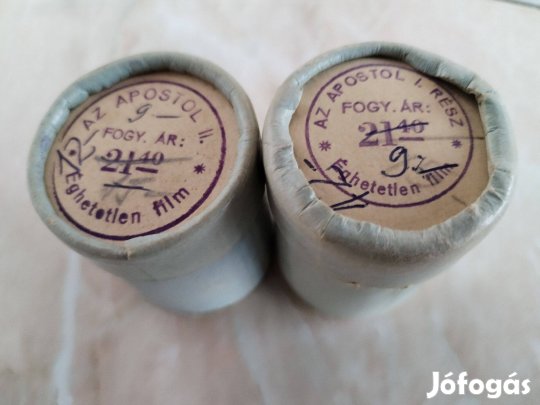 AZ APOSTOL II.
9-
FOGY. ÁR:
21 40
Éghetetlen film *
AZ APOSTOL I. RÉSZ
FOGY. ÁR:
21 40
9,-
* Éghetetlen film *
Jófogás